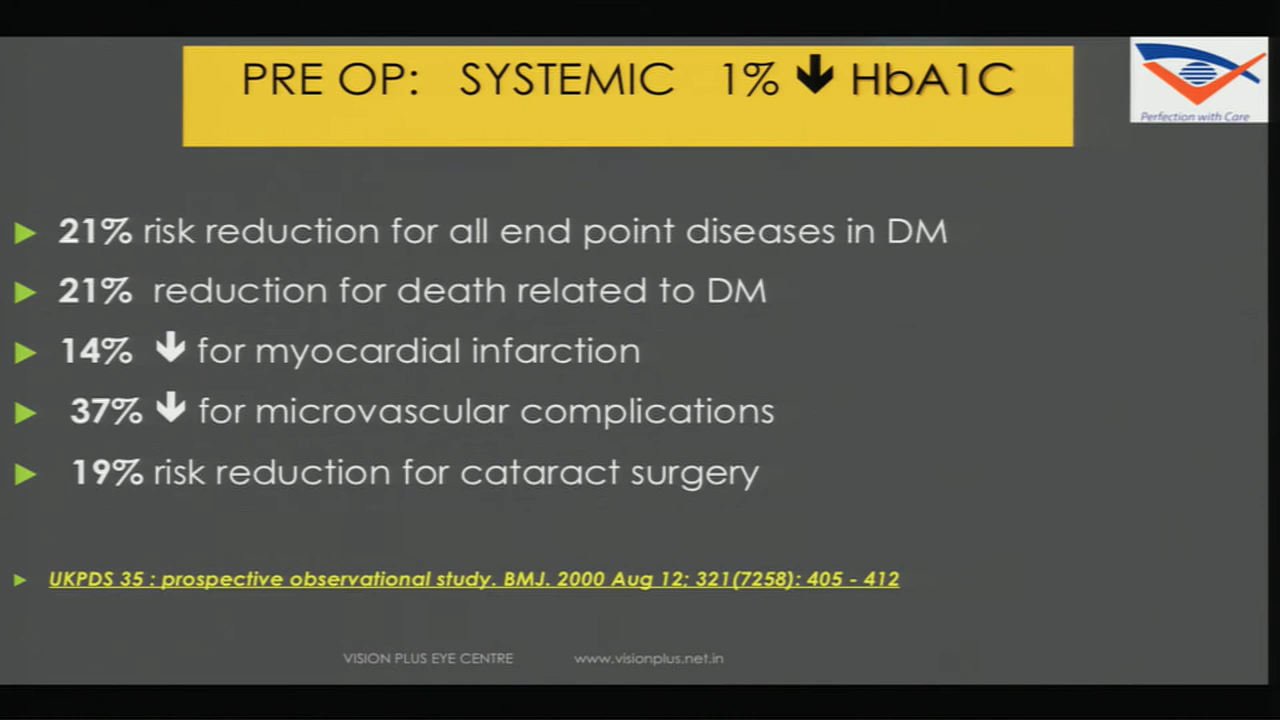 PRE OP: SYSTEMIC 1% 🡇 HbA1C
Perfection with Care
21% risk reduction for all end point diseases in DM
21% reduction for death related to DM
14% 🡇 for myocardial infarction
37% 🡇 for microvascular complications
19% risk reduction for cataract surgery
UKPDS 35 : prospective observational study. BMJ. 2000 Aug 12; 321(7258): 405 - 412
VISION PLUS EYE CENTRE www.visionplus.net.in